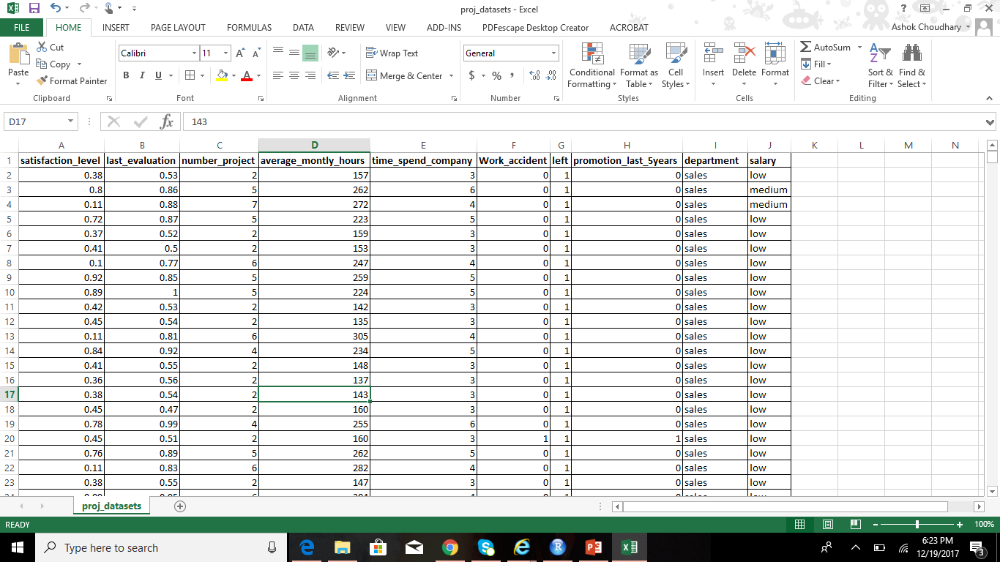 proj_datasets - Excel
?
Ashok Choudhary
FILE HOME INSERT PAGE LAYOUT FORMULAS DATA REVIEW VIEW ADD-INS PDFescape Desktop Creator ACROBAT
Paste Cut Copy Format Painter
Calibri 11 A A
B I U A
Wrap Text
Merge & Center
General
$ % , .0 .00 .00 .0
Conditional Formatting Format as Table Cell Styles
Insert Delete Format
AutoSum Fill Clear
Sort & Filter Find & Select
Clipboard Font Alignment Number Styles Cells Editing
D17 fx 143
A B C D E F G H I J K L M N
1 satisfaction_level last_evaluation number_project average_montly_hours time_spend_company Work_accident left promotion_last_5years department salary
2 0.38 0.53 2 157 3 0 1 0 sales low
3 0.8 0.86 5 262 6 0 1 0 sales medium
4 0.11 0.88 7 272 4 0 1 0 sales medium
5 0.72 0.87 5 223 5 0 1 0 sales low
6 0.37 0.52 2 159 3 0 1 0 sales low
7 0.41 0.5 2 153 3 0 1 0 sales low
8 0.1 0.77 6 247 4 0 1 0 sales low
9 0.92 0.85 5 259 5 0 1 0 sales low
10 0.89 1 5 224 5 0 1 0 sales low
11 0.42 0.53 2 142 3 0 1 0 sales low
12 0.45 0.54 2 135 3 0 1 0 sales low
13 0.11 0.81 6 305 4 0 1 0 sales low
14 0.84 0.92 4 234 5 0 1 0 sales low
15 0.41 0.55 2 148 3 0 1 0 sales low
16 0.36 0.56 2 137 3 0 1 0 sales low
17 0.38 0.54 2 143 3 0 1 0 sales low
18 0.45 0.47 2 160 3 0 1 0 sales low
19 0.78 0.99 4 255 6 0 1 0 sales low
20 0.45 0.51 2 160 3 1 1 1 sales low
21 0.76 0.89 5 262 5 0 1 0 sales low
22 0.11 0.83 6 282 4 0 1 0 sales low
23 0.38 0.55 2 147 3 0 1 0 sales low
proj_datasets
READY 100%
Type here to search
6:23 PM
12/19/2017
3